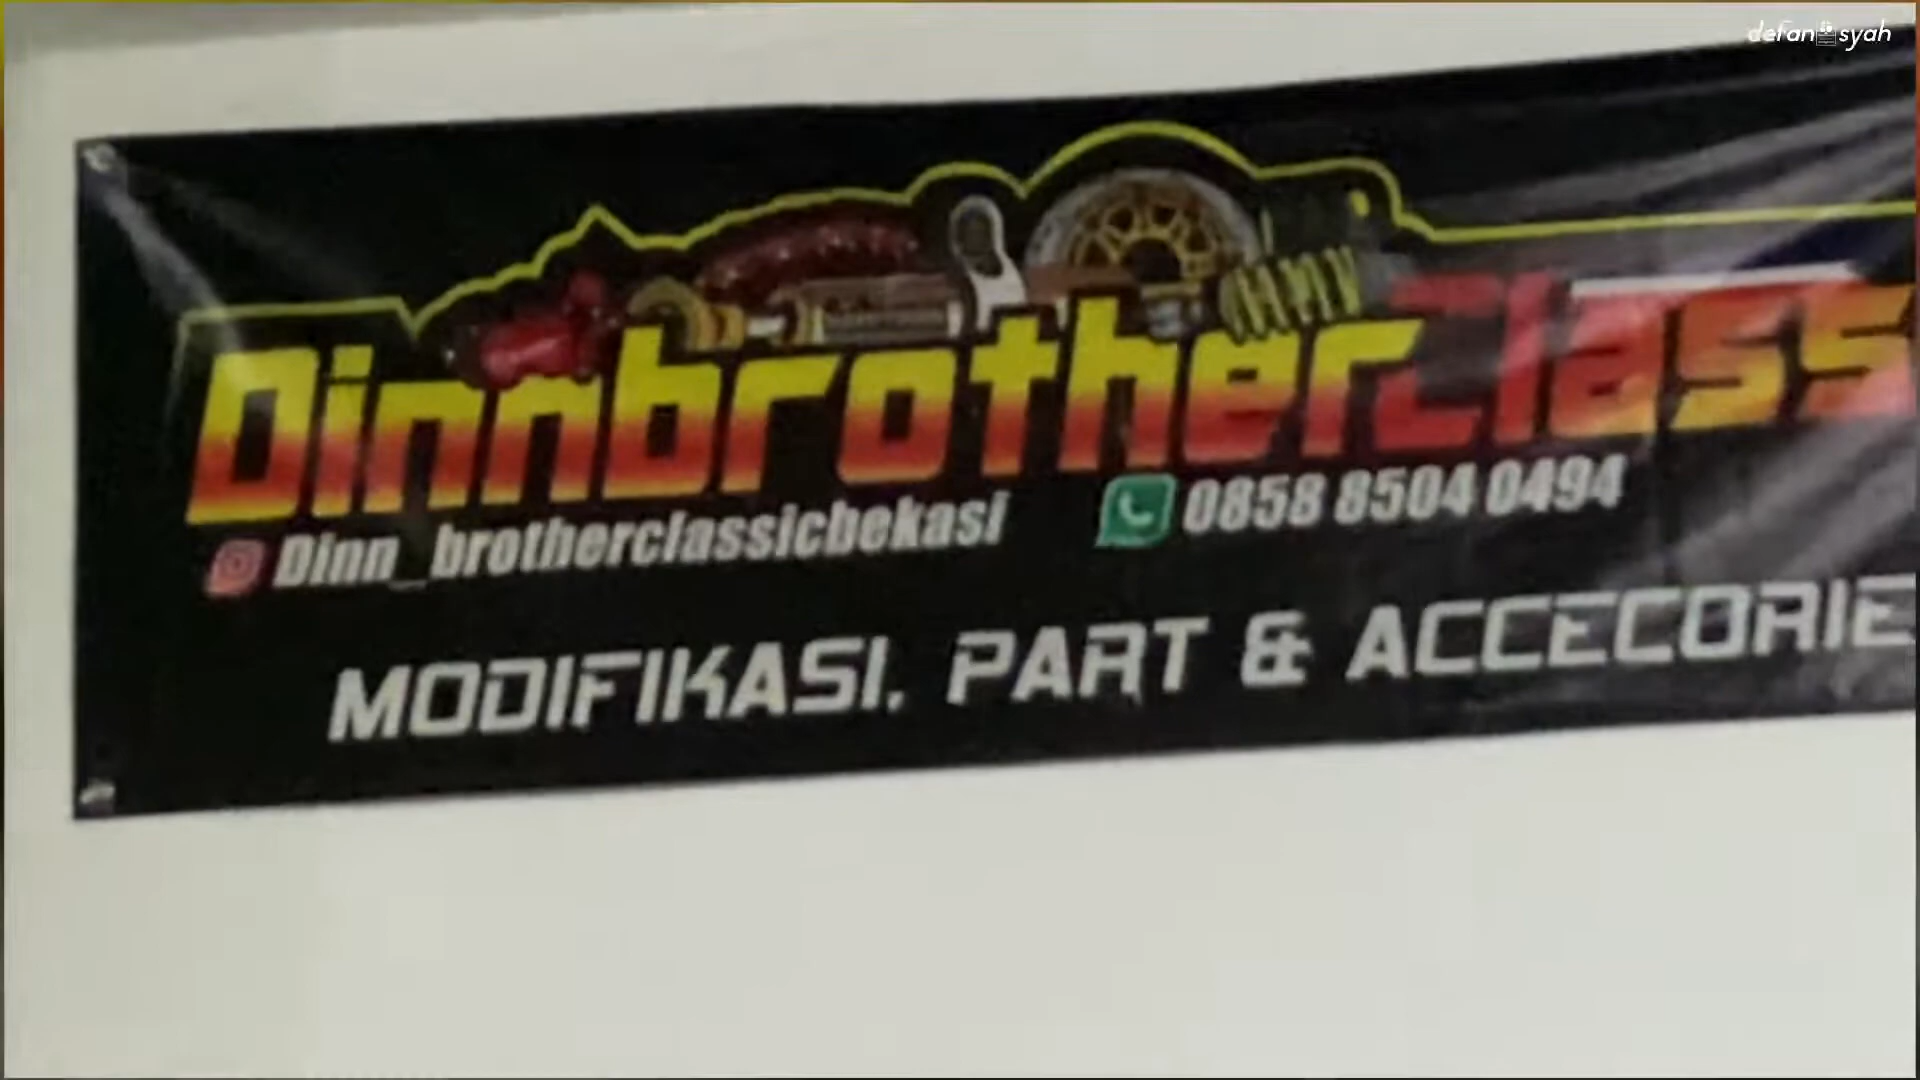 DinnbrotherClass
Dinn_brotherclassicbekasi
0858 8504 0494
MODIFIKASI, PART & ACCECORIE